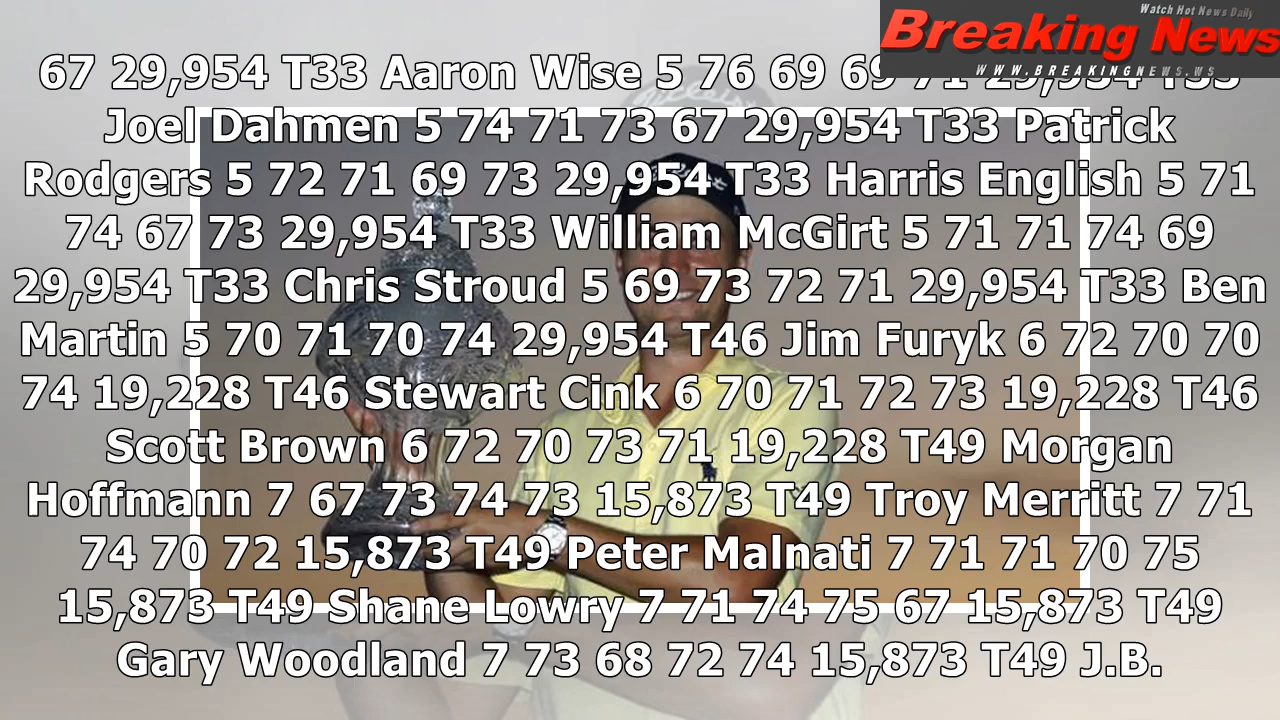 Watch Hot News Daily
Breaking News
WWW.BREAKINGNEWS.WS
67 29,954 T33 Aaron Wise 5 76 69 69 71 29,954 T33
Joel Dahmen 5 74 71 73 67 29,954 T33 Patrick
Rodgers 5 72 71 69 73 29,954 T33 Harris English 5 71
74 67 73 29,954 T33 William McGirt 5 71 71 74 69
29,954 T33 Chris Stroud 5 69 73 72 71 29,954 T33 Ben
Martin 5 70 71 70 74 29,954 T46 Jim Furyk 6 72 70 70
74 19,228 T46 Stewart Cink 6 70 71 72 73 19,228 T46
Scott Brown 6 72 70 73 71 19,228 T49 Morgan
Hoffmann 7 67 73 74 73 15,873 T49 Troy Merritt 7 71
74 70 72 15,873 T49 Peter Malnati 7 71 71 70 75
15,873 T49 Shane Lowry 7 71 74 75 67 15,873 T49
Gary Woodland 7 73 68 72 74 15,873 T49 J.B.
Titleist